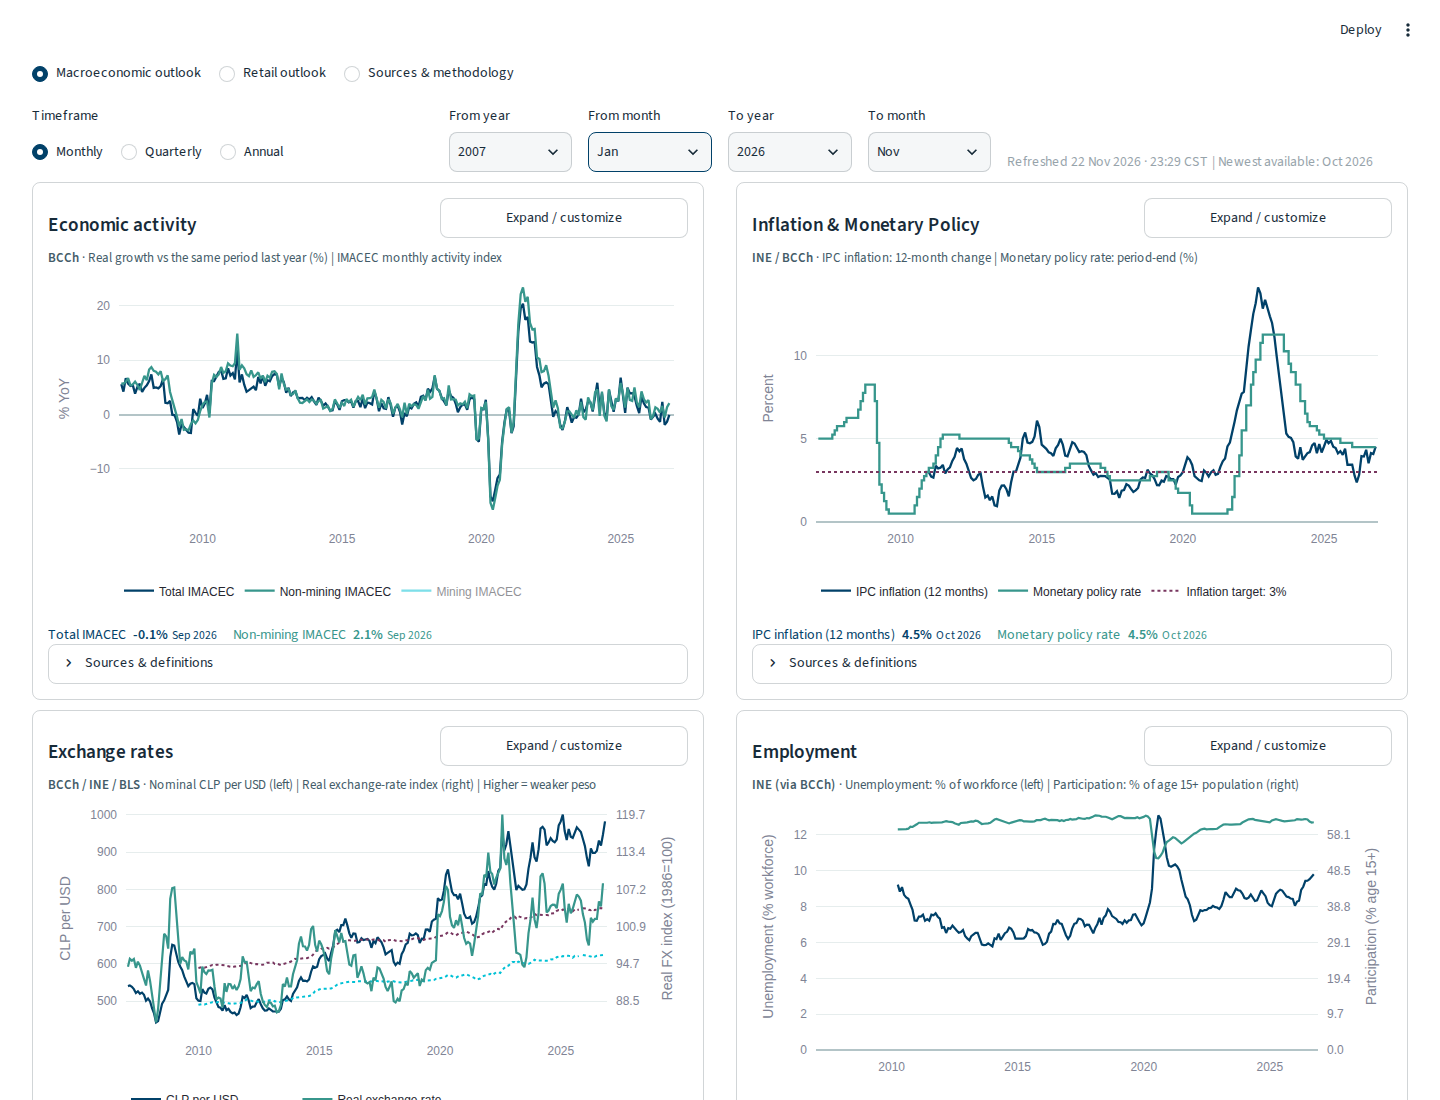 Deploy
Macroeconomic outlook Retail outlook Sources & methodology
Timeframe From year From month To year To month
Monthly Quarterly Annual 2007 Jan 2026 Nov Refreshed 22 Nov 2026 · 23:29 CST | Newest available: Oct 2026
Economic activity Expand / customize
BCCh · Real growth vs the same period last year (%) | IMACEC monthly activity index
% YoY
20
10
0
−10
2010 2015 2020 2025
Total IMACEC Non-mining IMACEC Mining IMACEC
Total IMACEC -0.1% Sep 2026 Non-mining IMACEC 2.1% Sep 2026
Sources & definitions
Inflation & Monetary Policy Expand / customize
INE / BCCh · IPC inflation: 12-month change | Monetary policy rate: period-end (%)
Percent
10
5
0
2010 2015 2020 2025
IPC inflation (12 months) Monetary policy rate Inflation target: 3%
IPC inflation (12 months) 4.5% Oct 2026 Monetary policy rate 4.5% Oct 2026
Sources & definitions
Exchange rates Expand / customize
BCCh / INE / BLS · Nominal CLP per USD (left) | Real exchange-rate index (right) | Higher = weaker peso
CLP per USD
1000 119.7
900 113.4
800 107.2
700 100.9
600 94.7
500 88.5
Real FX index (1986=100)
2010 2015 2020 2025
CLP per USD Real exchange rate
Employment Expand / customize
INE (via BCCh) · Unemployment: % of workforce (left) | Participation: % of age 15+ population (right)
Unemployment (% workforce)
12 58.1
10 48.5
8 38.8
6 29.1
4 19.4
2 9.7
0 0.0
Participation (% age 15+)
2010 2015 2020 2025